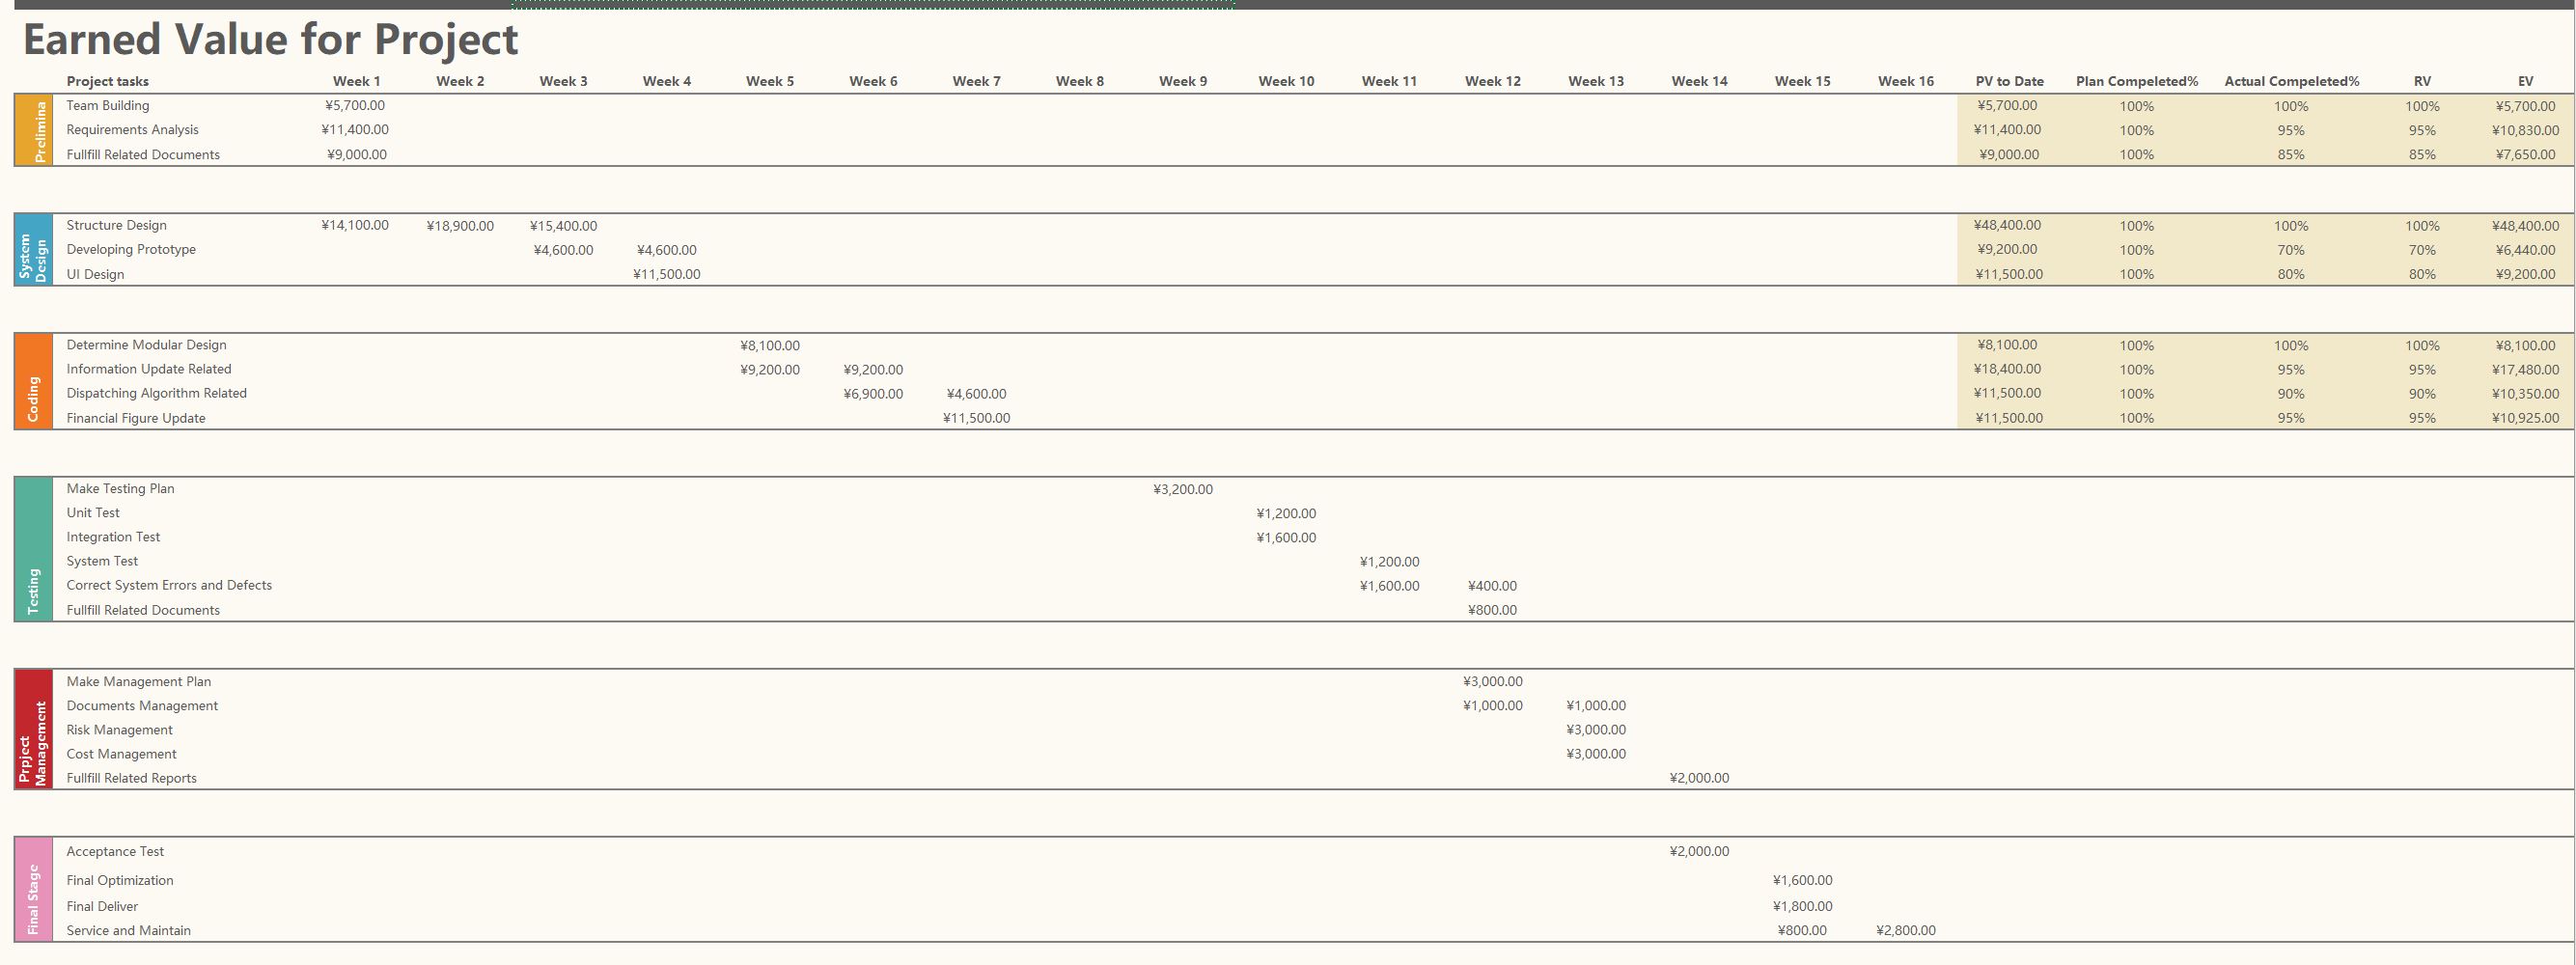 Earned Value for Project
Project tasks Week 1 Week 2 Week 3 Week 4 Week 5 Week 6 Week 7 Week 8 Week 9 Week 10 Week 11 Week 12 Week 13 Week 14 Week 15 Week 16 PV to Date Plan Compeleted% Actual Compeleted% RV EV
Prelimina
Team Building ¥5,700.00 ¥5,700.00 100% 100% 100% ¥5,700.00
Requirements Analysis ¥11,400.00 ¥11,400.00 100% 95% 95% ¥10,830.00
Fullfill Related Documents ¥9,000.00 ¥9,000.00 100% 85% 85% ¥7,650.00
System
Design
Structure Design ¥14,100.00 ¥18,900.00 ¥15,400.00 ¥48,400.00 100% 100% 100% ¥48,400.00
Developing Prototype ¥4,600.00 ¥4,600.00 ¥9,200.00 100% 70% 70% ¥6,440.00
UI Design ¥11,500.00 ¥11,500.00 100% 80% 80% ¥9,200.00
Coding
Determine Modular Design ¥8,100.00 ¥8,100.00 100% 100% 100% ¥8,100.00
Information Update Related ¥9,200.00 ¥9,200.00 ¥18,400.00 100% 95% 95% ¥17,480.00
Dispatching Algorithm Related ¥6,900.00 ¥4,600.00 ¥11,500.00 100% 90% 90% ¥10,350.00
Financial Figure Update ¥11,500.00 ¥11,500.00 100% 95% 95% ¥10,925.00
Testing
Make Testing Plan ¥3,200.00
Unit Test ¥1,200.00
Integration Test ¥1,600.00
System Test ¥1,200.00
Correct System Errors and Defects ¥1,600.00 ¥400.00
Fullfill Related Documents ¥800.00
Prpject
Management
Make Management Plan ¥3,000.00
Documents Management ¥1,000.00 ¥1,000.00
Risk Management ¥3,000.00
Cost Management ¥3,000.00
Fullfill Related Reports ¥2,000.00
Final Stage
Acceptance Test ¥2,000.00
Final Optimization ¥1,600.00
Final Deliver ¥1,800.00
Service and Maintain ¥800.00 ¥2,800.00